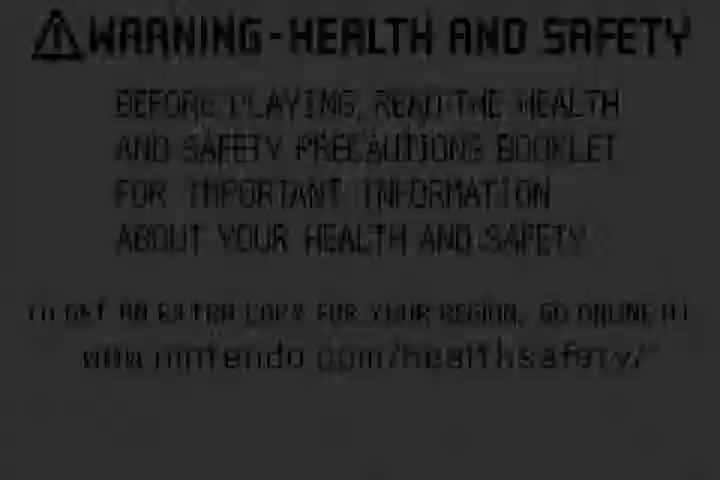 ⚠WARNING-HEALTH AND SAFETY
BEFORE PLAYING, READ THE HEALTH
AND SAFETY PRECAUTIONS BOOKLET
FOR IMPORTANT INFORMATION
ABOUT YOUR HEALTH AND SAFETY.
TO GET AN EXTRA COPY FOR YOUR REGION, GO ONLINE AT
www.nintendo.com/healthsafety/